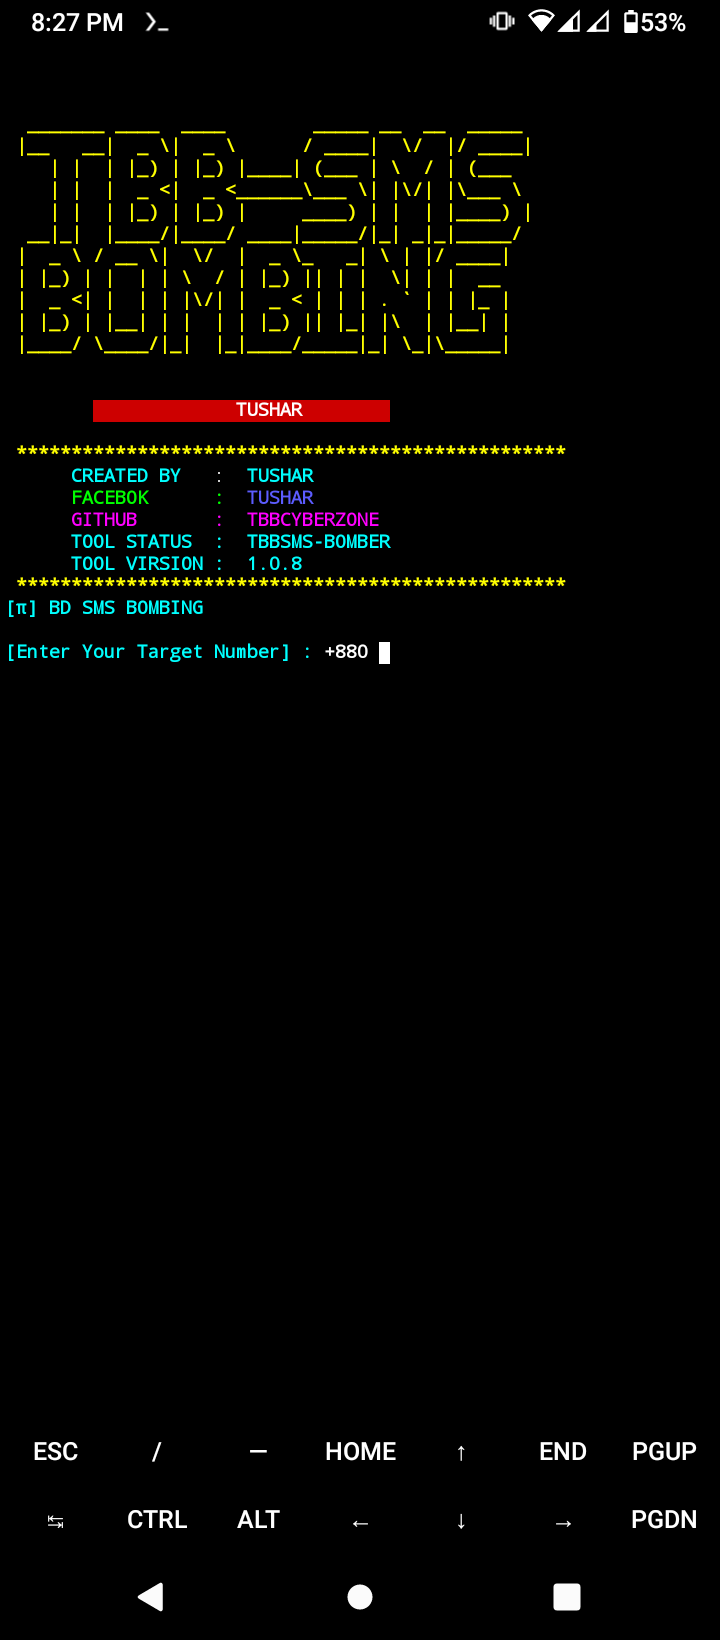 8:27 PM 53%
TBB-SMS
BOMBING
TUSHAR
**************************************************
CREATED BY : TUSHAR
FACEBOK : TUSHAR
GITHUB : TBBCYBERZONE
TOOL STATUS : TBBSMS-BOMBER
TOOL VIRSION : 1.0.8
**************************************************
[π] BD SMS BOMBING
[Enter Your Target Number] : +880
ESC / — HOME ↑ END PGUP
↹ CTRL ALT ← ↓ → PGDN